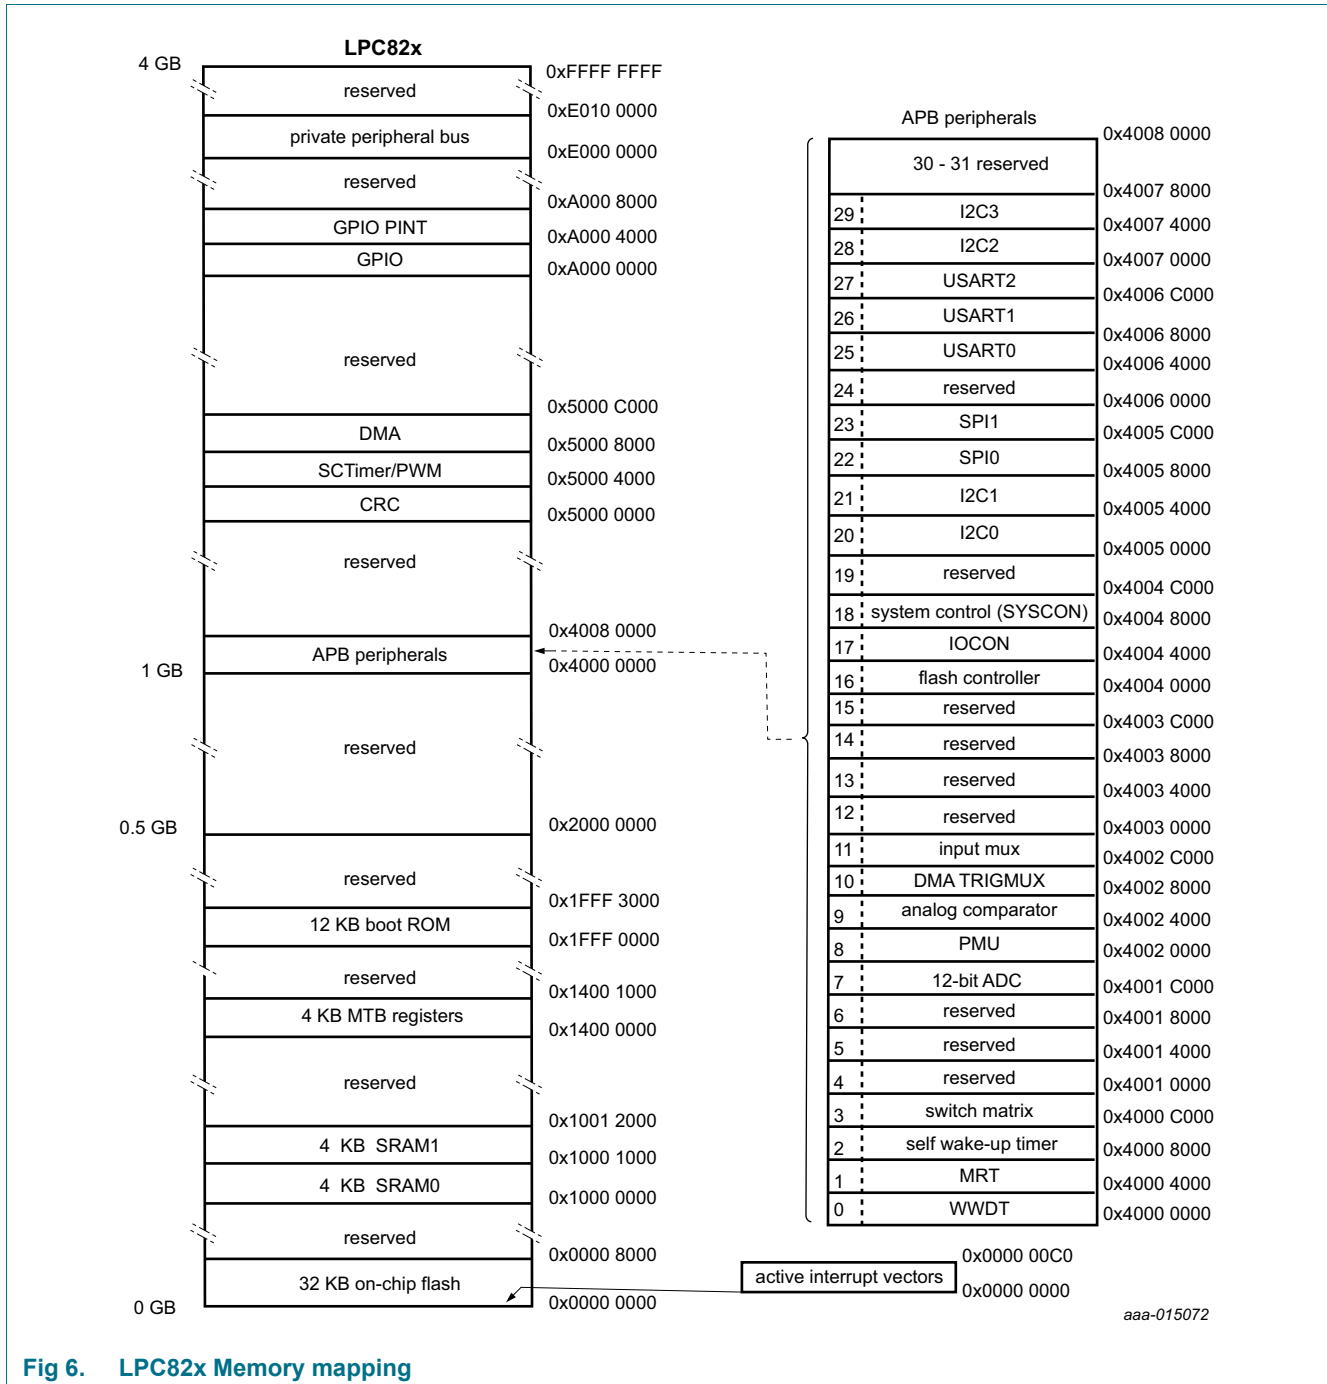 LPC82x
4 GB
0xFFFF FFFF
reserved
0xE010 0000
private peripheral bus
0xE000 0000
reserved
0xA000 8000
GPIO PINT
0xA000 4000
GPIO
0xA000 0000
reserved
0x5000 C000
DMA
0x5000 8000
SCTimer/PWM
0x5000 4000
CRC
0x5000 0000
reserved
0x4008 0000
APB peripherals
0x4000 0000
1 GB
reserved
0x2000 0000
0.5 GB
reserved
0x1FFF 3000
12 KB boot ROM
0x1FFF 0000
reserved
0x1400 1000
4 KB MTB registers
0x1400 0000
reserved
0x1001 2000
4 KB SRAM1
0x1000 1000
4 KB SRAM0
0x1000 0000
reserved
0x0000 8000
32 KB on-chip flash
0x0000 0000
0 GB
APB peripherals
0x4008 0000
30 - 31 reserved
0x4007 8000
29 I2C3
0x4007 4000
28 I2C2
0x4007 0000
27 USART2
0x4006 C000
26 USART1
0x4006 8000
25 USART0
0x4006 4000
24 reserved
0x4006 0000
23 SPI1
0x4005 C000
22 SPI0
0x4005 8000
21 I2C1
0x4005 4000
20 I2C0
0x4005 0000
19 reserved
0x4004 C000
18 system control (SYSCON)
0x4004 8000
17 IOCON
0x4004 4000
16 flash controller
0x4004 0000
15 reserved
0x4003 C000
14 reserved
0x4003 8000
13 reserved
0x4003 4000
12 reserved
0x4003 0000
11 input mux
0x4002 C000
10 DMA TRIGMUX
0x4002 8000
9 analog comparator
0x4002 4000
8 PMU
0x4002 0000
7 12-bit ADC
0x4001 C000
6 reserved
0x4001 8000
5 reserved
0x4001 4000
4 reserved
0x4001 0000
3 switch matrix
0x4000 C000
2 self wake-up timer
0x4000 8000
1 MRT
0x4000 4000
0 WWDT
0x4000 0000
0x0000 00C0
active interrupt vectors
0x0000 0000
aaa-015072
Fig 6. LPC82x Memory mapping